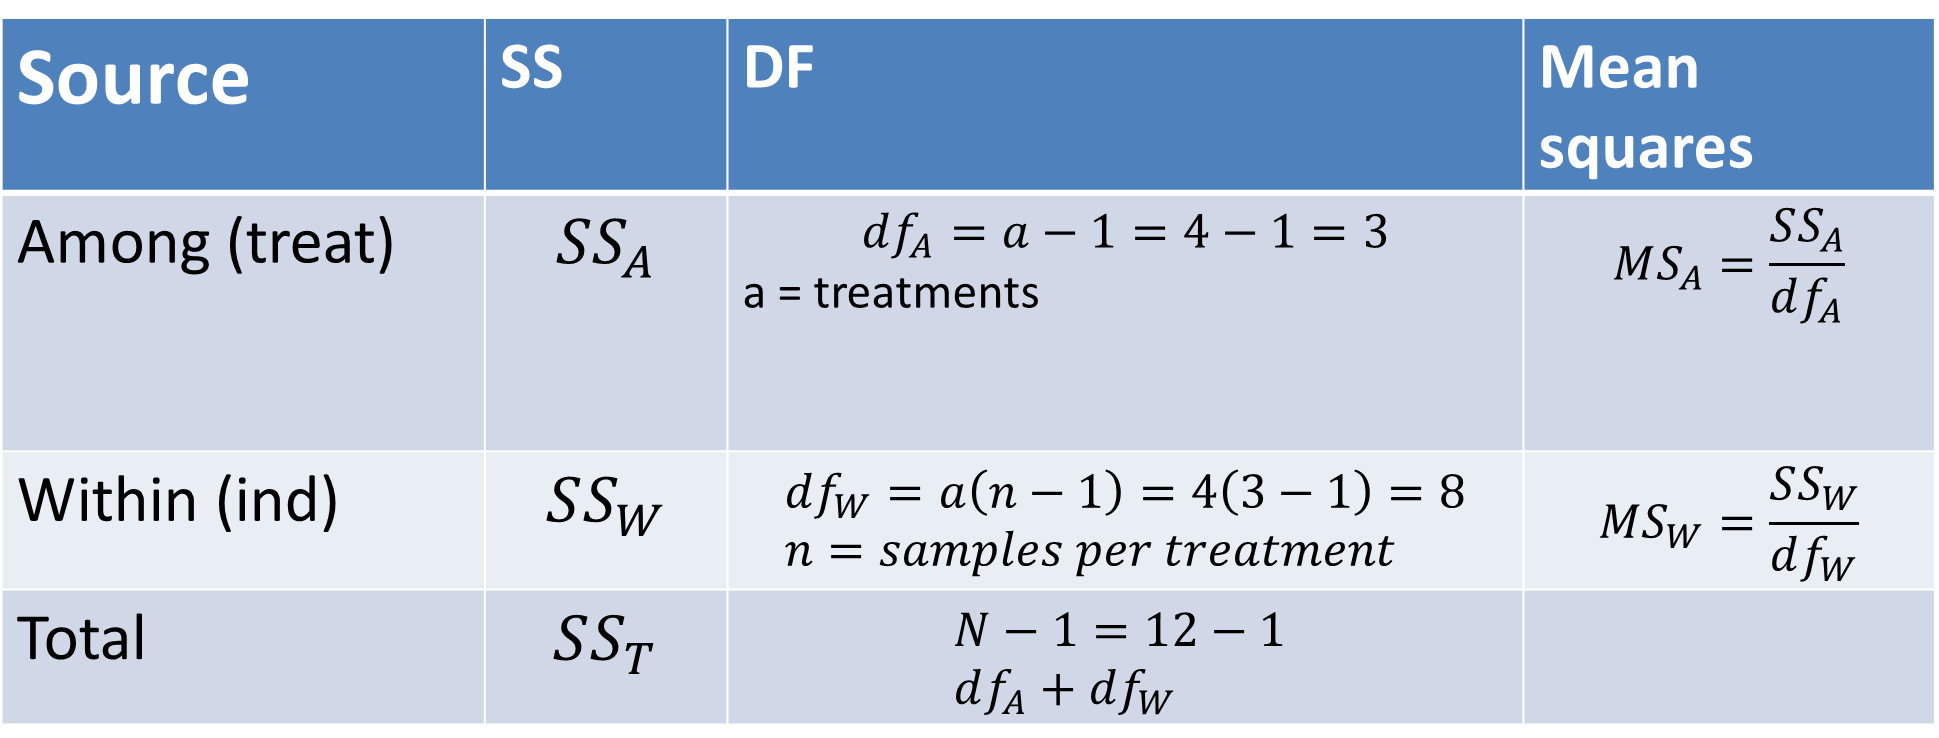 Source SS DF Mean squares
Among (treat) SS_A df_A = a − 1 = 4 − 1 = 3 MS_A = SS_A / df_A
a = treatments
Within (ind) SS_W df_W = a(n − 1) = 4(3 − 1) = 8 MS_W = SS_W / df_W
n = samples per treatment
Total SS_T N − 1 = 12 − 1
df_A + df_W